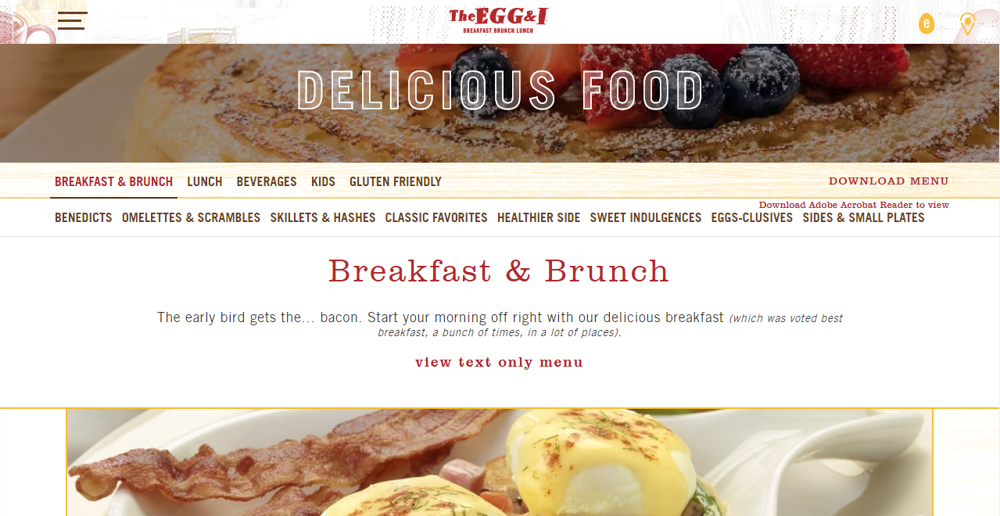 The EGG & I
BREAKFAST BRUNCH LUNCH
e
DELICIOUS FOOD
BREAKFAST & BRUNCH LUNCH BEVERAGES KIDS GLUTEN FRIENDLY
DOWNLOAD MENU
Download Adobe Acrobat Reader to view
BENEDICTS OMELETTES & SCRAMBLES SKILLETS & HASHES CLASSIC FAVORITES HEALTHIER SIDE SWEET INDULGENCES EGGS-CLUSIVES SIDES & SMALL PLATES
Breakfast & Brunch
The early bird gets the... bacon. Start your morning off right with our delicious breakfast (which was voted best
breakfast, a bunch of times, in a lot of places).
view text only menu